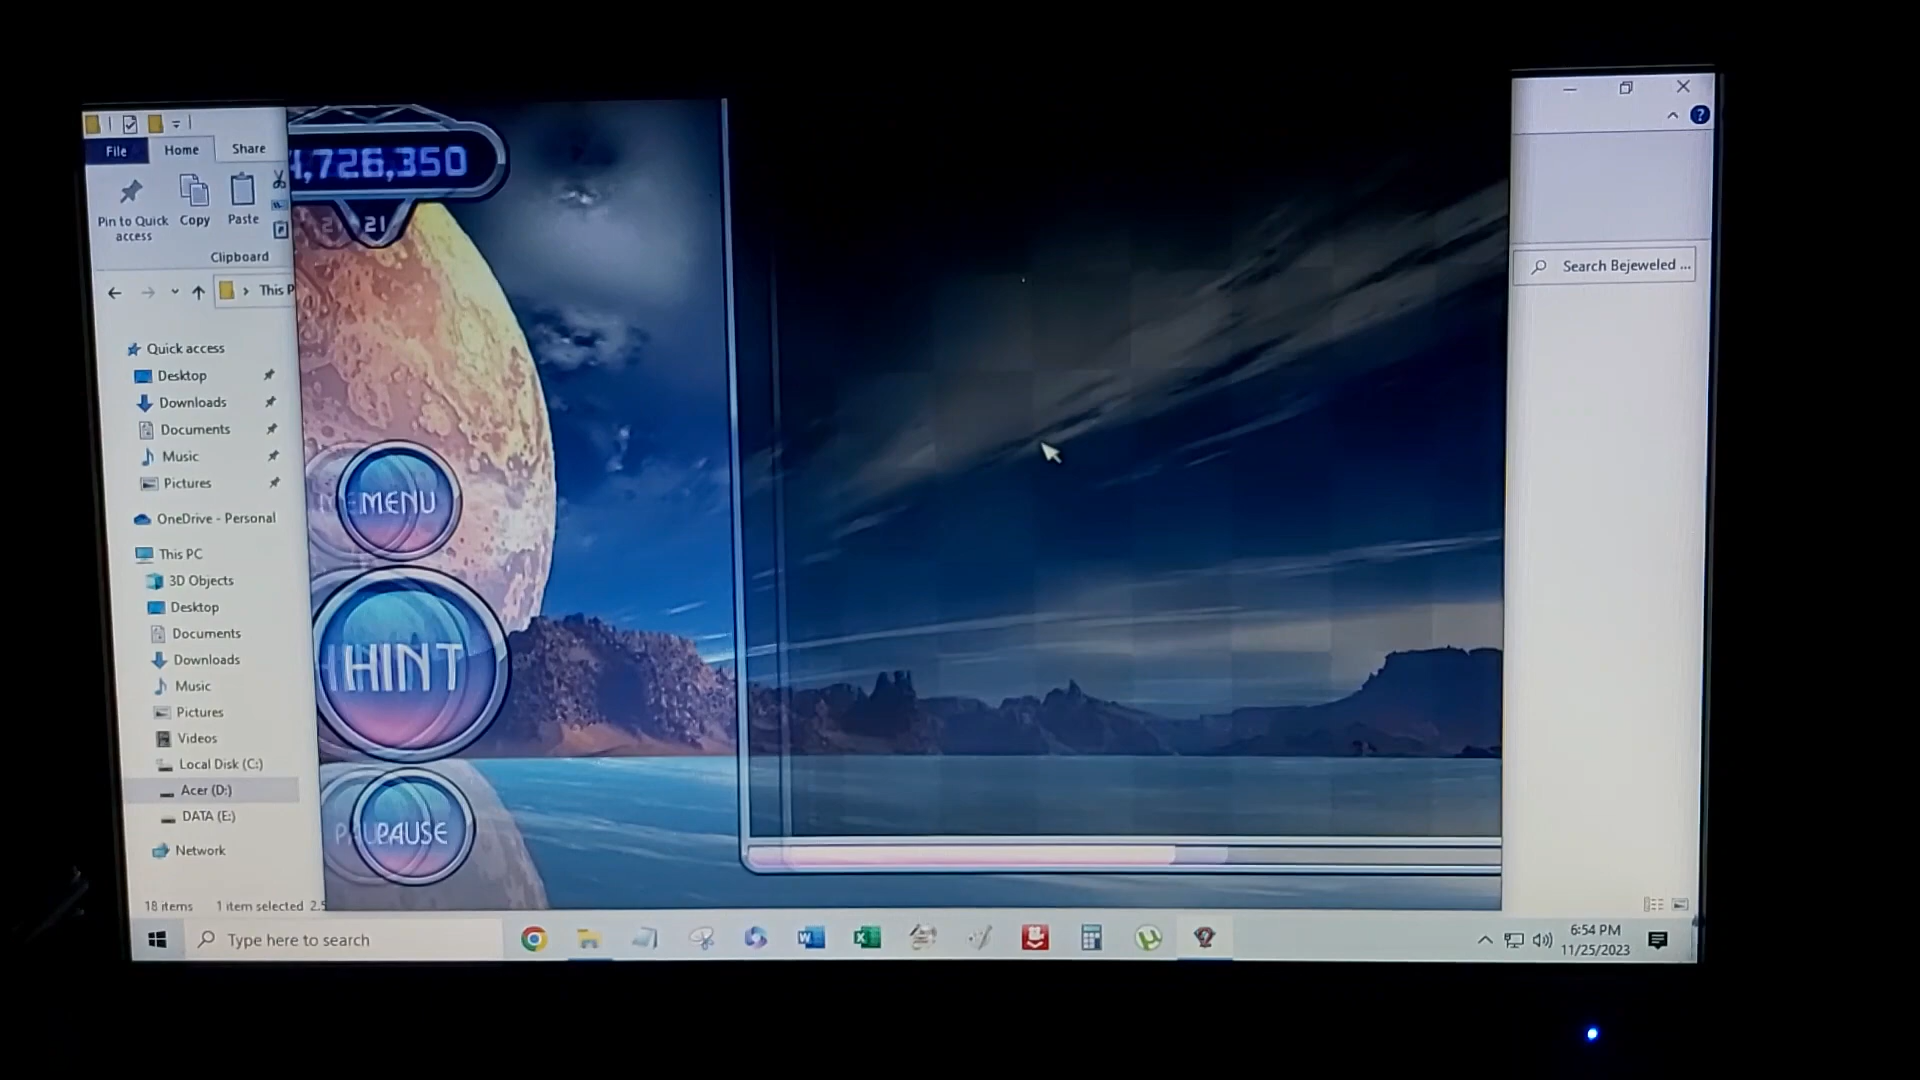 File Home Share
Pin to Quick access
Copy
Paste
Clipboard
This P
Search Bejeweled ...
Quick access
Desktop
Downloads
Documents
Music
Pictures
OneDrive - Personal
This PC
3D Objects
Desktop
Documents
Downloads
Music
Pictures
Videos
Local Disk (C:)
Acer (D:)
DATA (E:)
Network
18 items 1 item selected 2.5
,726,350
21
MENU
HINT
PAUSE
Type here to search
6:54 PM
11/25/2023